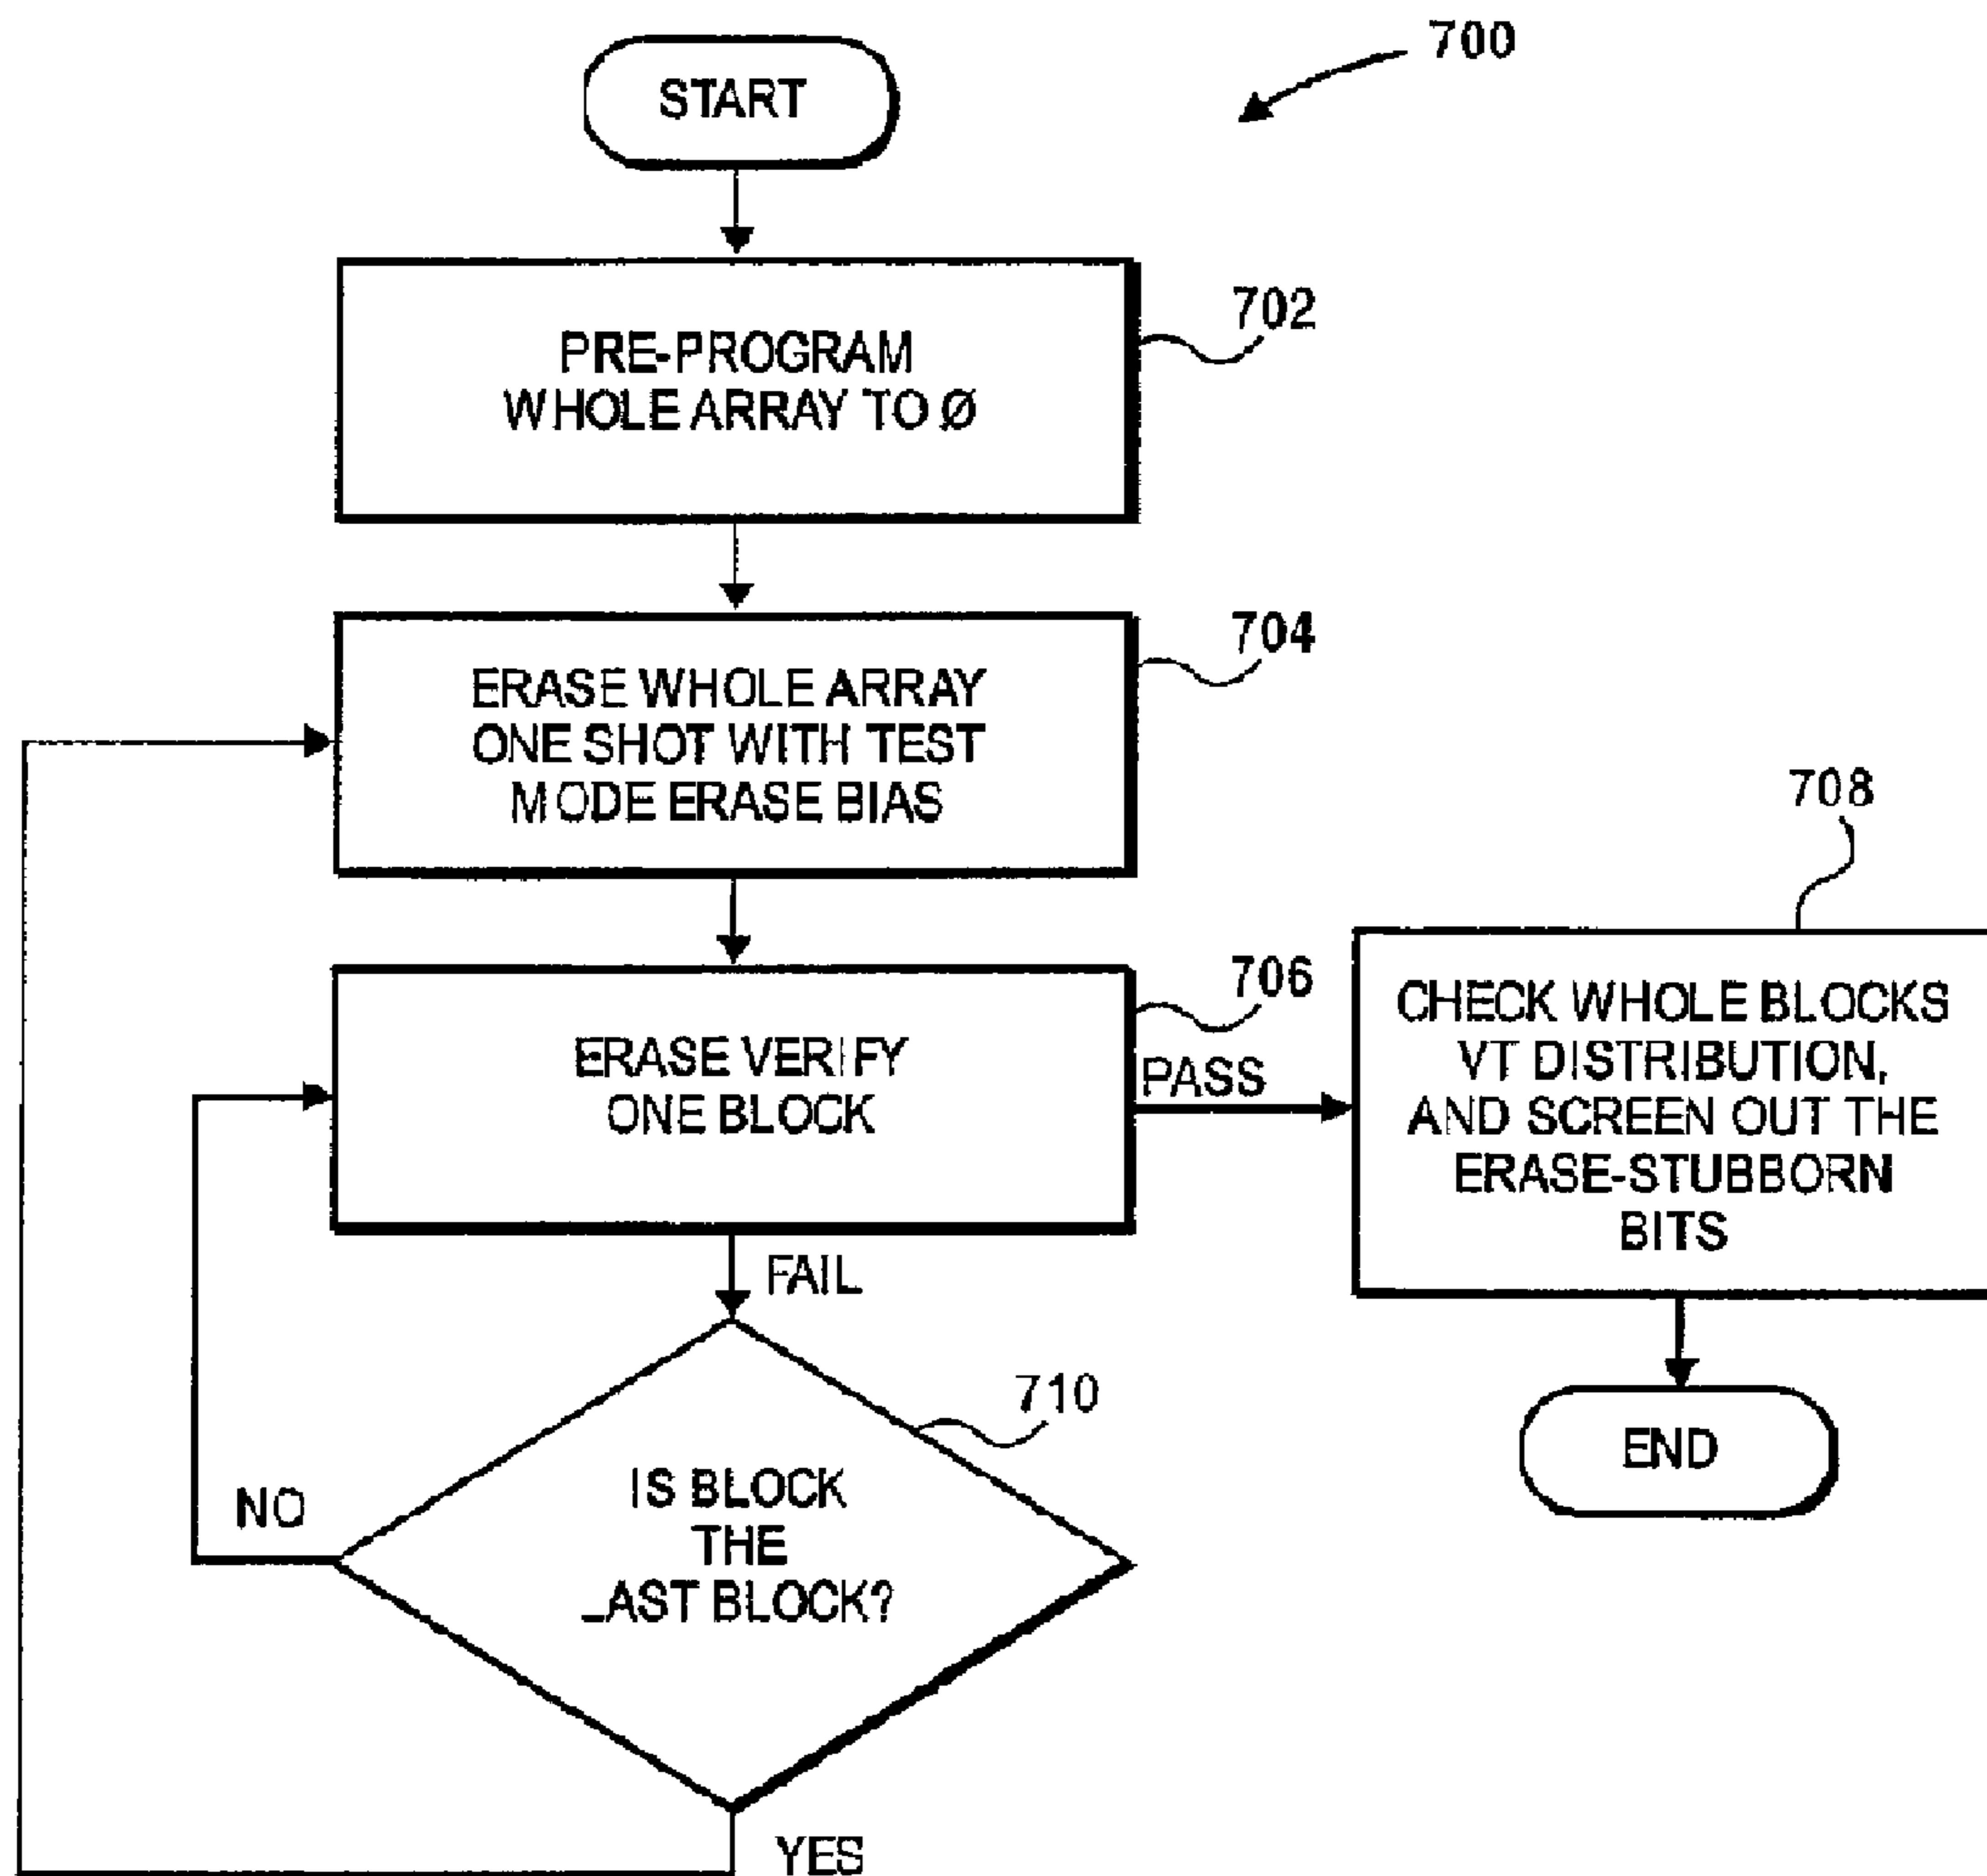 700
START
702
PRE-PROGRAM
WHOLE ARRAY TO Ø
704
ERASE WHOLE ARRAY
ONE SHOT WITH TEST
MODE ERASE BIAS
706
ERASE VERIFY
ONE BLOCK
PASS
708
CHECK WHOLE BLOCKS
VT DISTRIBUTION,
AND SCREEN OUT THE
ERASE-STUBBORN
BITS
FAIL
710
IS BLOCK
THE
LAST BLOCK?
NO
YES
END